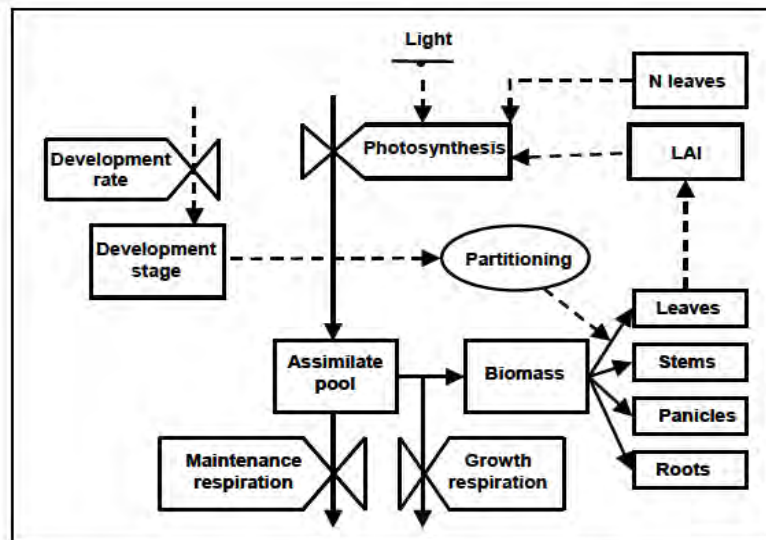 Light
N leaves
Development
rate
Photosynthesis
LAI
Development
stage
Partitioning
Leaves
Assimilate
pool
Biomass
Stems
Panicles
Maintenance
respiration
Growth
respiration
Roots